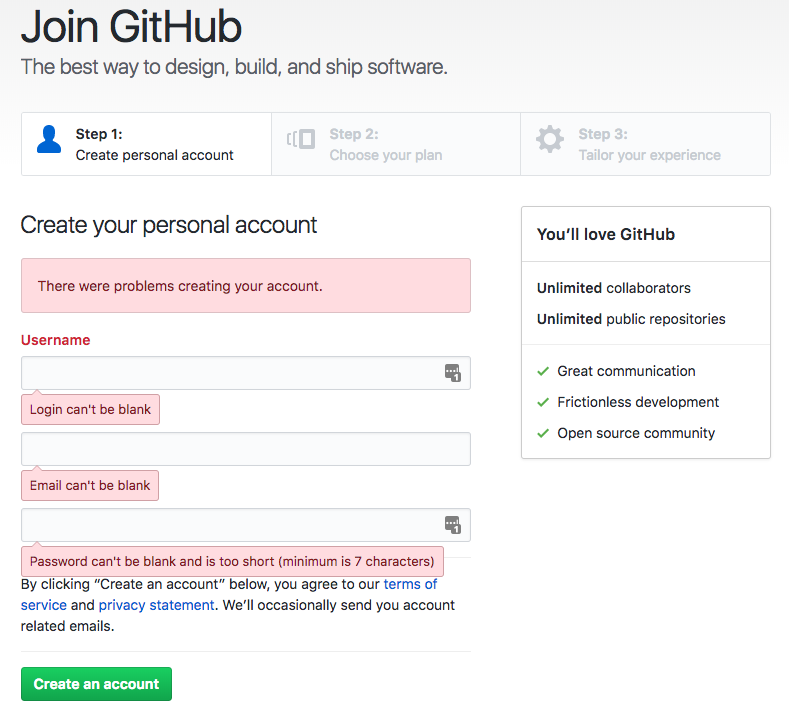 Join GitHub
The best way to design, build, and ship software.
Step 1:
Create personal account
Step 2:
Choose your plan
Step 3:
Tailor your experience
Create your personal account
There were problems creating your account.
Username
1
Login can't be blank
Email can't be blank
1
Password can't be blank and is too short (minimum is 7 characters)
By clicking “Create an account” below, you agree to our terms of
service and privacy statement. We’ll occasionally send you account
related emails.
Create an account
You’ll love GitHub
Unlimited collaborators
Unlimited public repositories
Great communication
Frictionless development
Open source community